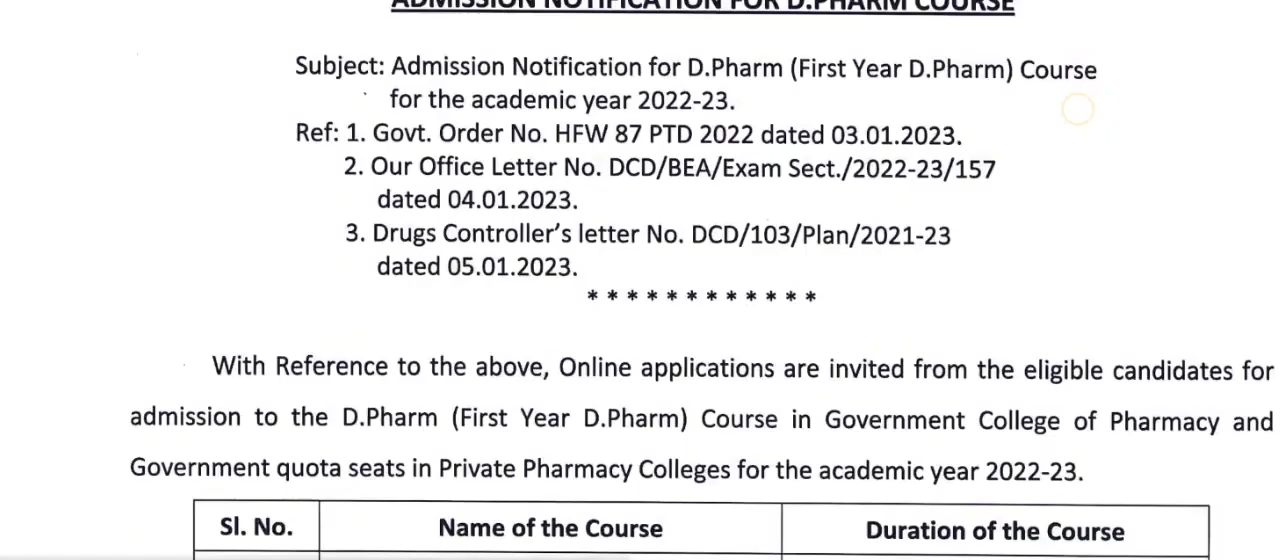 ADMISSION NOTIFICATION FOR D.PHARM COURSE
Subject: Admission Notification for D.Pharm (First Year D.Pharm) Course
for the academic year 2022-23.
Ref: 1. Govt. Order No. HFW 87 PTD 2022 dated 03.01.2023.
2. Our Office Letter No. DCD/BEA/Exam Sect./2022-23/157
dated 04.01.2023.
3. Drugs Controller's letter No. DCD/103/Plan/2021-23
dated 05.01.2023.
* * * * * * * * * * * *
With Reference to the above, Online applications are invited from the eligible candidates for
admission to the D.Pharm (First Year D.Pharm) Course in Government College of Pharmacy and
Government quota seats in Private Pharmacy Colleges for the academic year 2022-23.
Sl. No. Name of the Course Duration of the Course